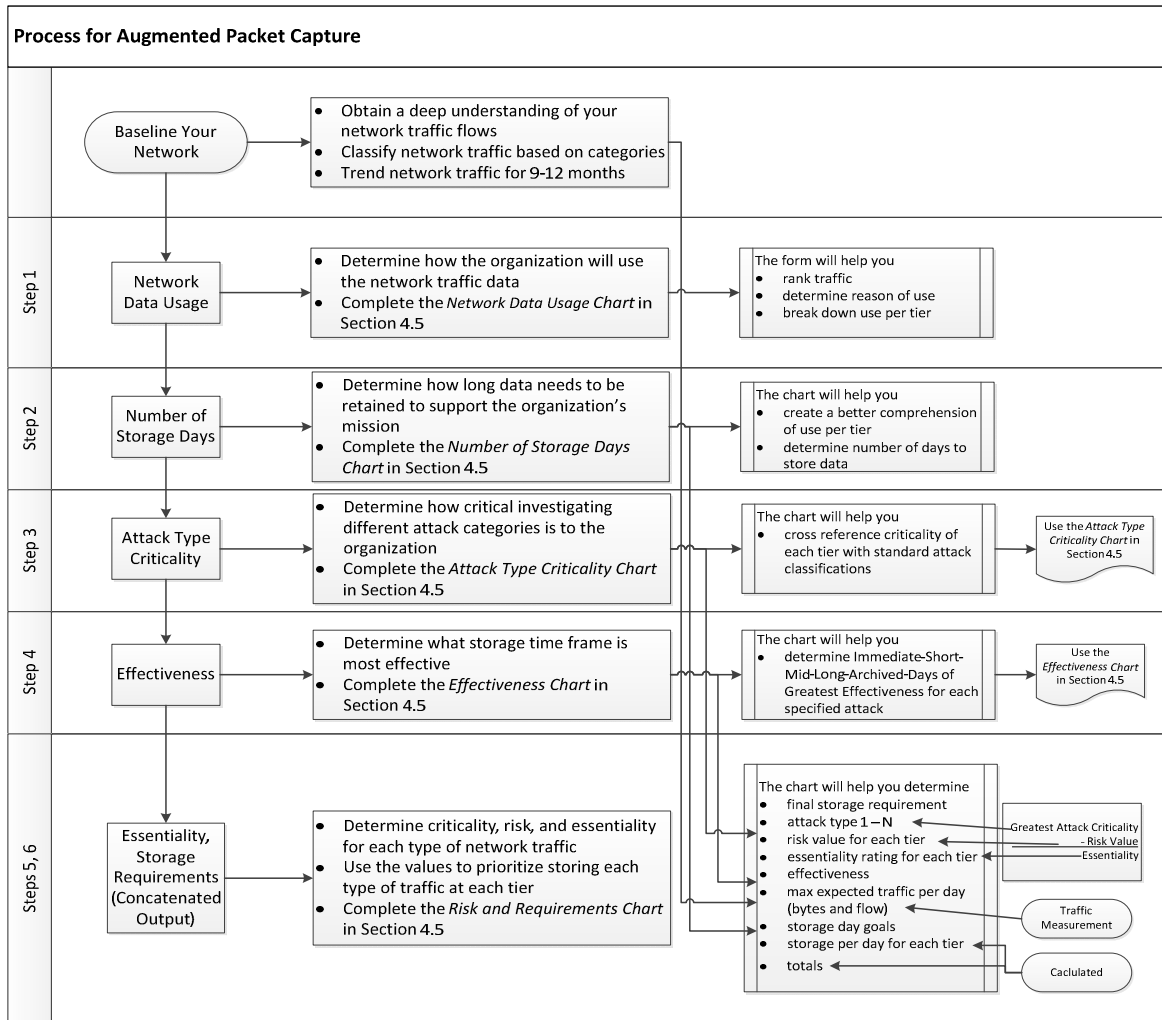 Process for Augmented Packet Capture
Baseline Your
Network
● Obtain a deep understanding of your
network traffic flows
● Classify network traffic based on categories
● Trend network traffic for 9-12 months
Step 1
Network
Data Usage
● Determine how the organization will use
the network traffic data
● Complete the Network Data Usage Chart in
Section 4.5
The form will help you
● rank traffic
● determine reason of use
● break down use per tier
Step 2
Number of
Storage Days
● Determine how long data needs to be
retained to support the organization's
mission
● Complete the Number of Storage Days
Chart in Section 4.5
The chart will help you
● create a better comprehension
of use per tier
● determine number of days to
store data
Step 3
Attack Type
Criticality
● Determine how critical investigating
different attack categories is to the
organization
● Complete the Attack Type Criticality Chart
in Section 4.5
The chart will help you
● cross reference criticality of
each tier with standard attack
classifications
Use the Attack Type
Criticality Chart in
Section 4.5
Step 4
Effectiveness
● Determine what storage time frame is
most effective
● Complete the Effectiveness Chart in
Section 4.5
The chart will help you
● determine Immediate-Short-
Mid-Long-Archived-Days of
Greatest Effectiveness for each
specified attack
Use the
Effectiveness Chart
in Section 4.5
Steps 5, 6
Essentiality,
Storage
Requirements
(Concatenated
Output)
● Determine criticality, risk, and essentiality
for each type of network traffic
● Use the values to prioritize storing each
type of traffic at each tier
● Complete the Risk and Requirements Chart
in Section 4.5
The chart will help you determine
● final storage requirement
● attack type 1–N
● risk value for each tier
● essentiality rating for each tier
● effectiveness
● max expected traffic per day
(bytes and flow)
● storage day goals
● storage per day for each tier
● totals
Greatest Attack Criticality
- Risk Value
Essentiality
Traffic
Measurement
Caclulated